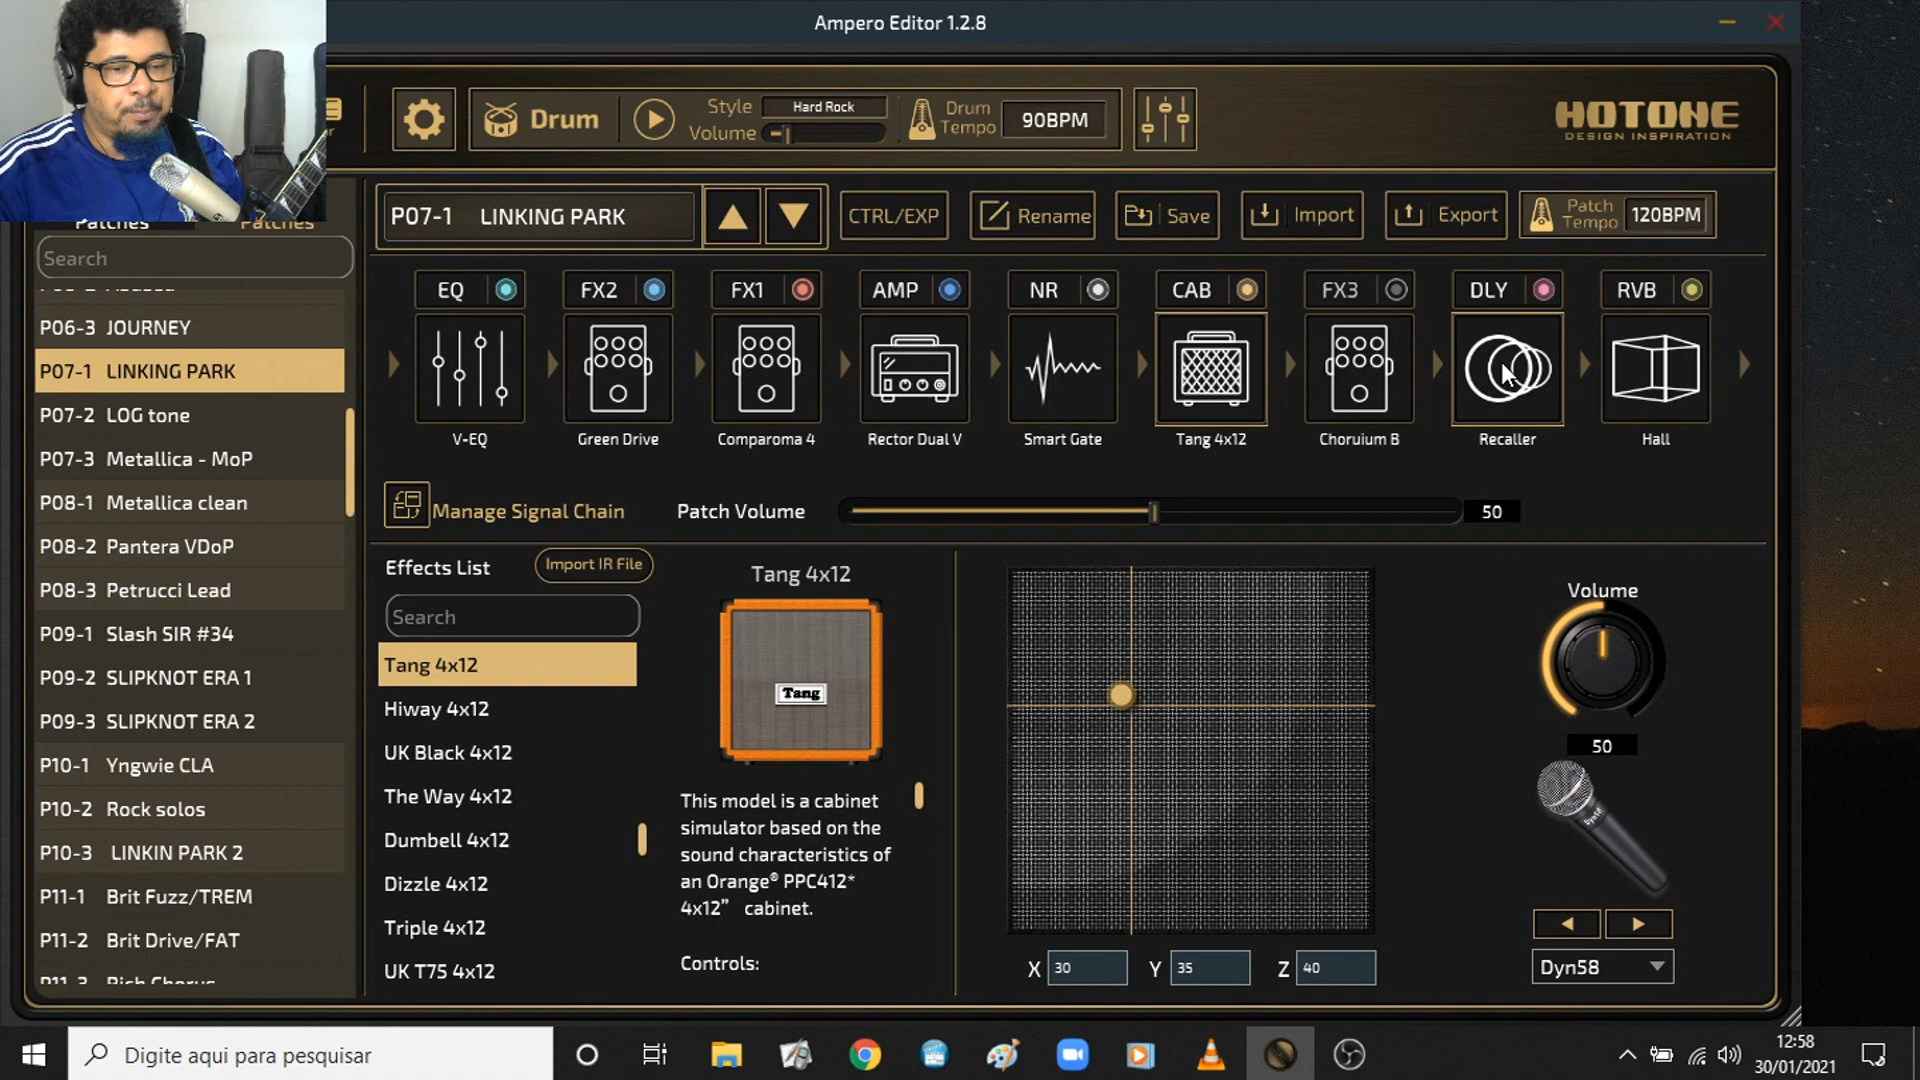 Ampero Editor 1.2.8
Drum
Style
Hard Rock
Volume
Drum
Tempo
90BPM
HOTONE
DESIGN INSPIRATION
Patches
Patches
Search
P07-1 LINKING PARK
CTRL/EXP
Rename
Save
Import
Export
Patch
Tempo
120BPM
P06-3 JOURNEY
P07-1 LINKING PARK
P07-2 LOG tone
P07-3 Metallica - MoP
P08-1 Metallica clean
P08-2 Pantera VDoP
P08-3 Petrucci Lead
P09-1 Slash SIR #34
P09-2 SLIPKNOT ERA 1
P09-3 SLIPKNOT ERA 2
P10-1 Yngwie CLA
P10-2 Rock solos
P10-3 LINKIN PARK 2
P11-1 Brit Fuzz/TREM
P11-2 Brit Drive/FAT
P11-3 Rich Chorus
EQ
FX2
FX1
AMP
NR
CAB
FX3
DLY
RVB
V-EQ
Green Drive
Comparoma 4
Rector Dual V
Smart Gate
Tang 4x12
Choruium B
Recaller
Hall
Manage Signal Chain
Patch Volume
50
Effects List
Import IR File
Search
Tang 4x12
Hiway 4x12
UK Black 4x12
The Way 4x12
Dumbell 4x12
Dizzle 4x12
Triple 4x12
UK T75 4x12
Tang 4x12
Tang
This model is a cabinet
simulator based on the
sound characteristics of
an Orange® PPC412*
4x12” cabinet.
Controls:
X 30 Y 35 Z 40
Volume
50
Dyn58
Dyn58
Digite aqui para pesquisar
12:58
30/01/2021